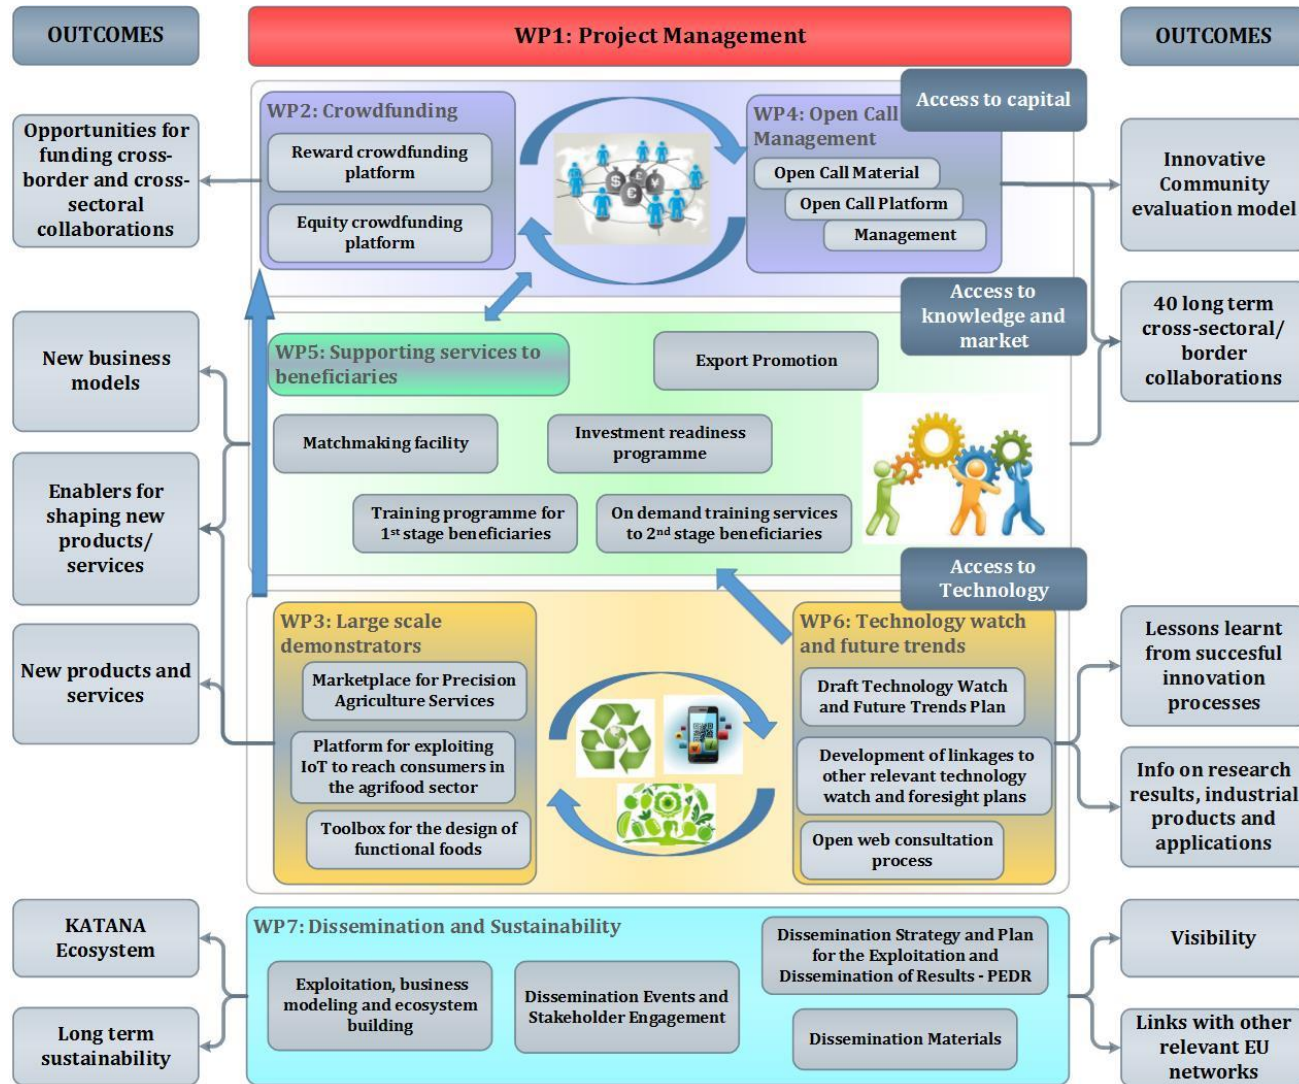 OUTCOMES
WP1: Project Management
OUTCOMES
Access to capital
WP2: Crowdfunding
Reward crowdfunding
platform
Equity crowdfunding
platform
WP4: Open Call
Management
Open Call Material
Open Call Platform
Management
Opportunities for
funding cross-
border and cross-
sectoral
collaborations
Innovative
Community
evaluation model
$
£
€
¥
Access to
knowledge and
market
40 long term
cross-sectoral/
border
collaborations
New business
models
WP5: Supporting services to
beneficiaries
Export Promotion
Matchmaking facility
Investment readiness
programme
Training programme for
1st stage beneficiaries
On demand training services
to 2nd stage beneficiaries
Enablers for
shaping new
products/
services
Access to
Technology
WP3: Large scale
demonstrators
Marketplace for Precision
Agriculture Services
Platform for exploiting
IoT to reach consumers in
the agrifood sector
Toolbox for the design of
functional foods
WP6: Technology watch
and future trends
Draft Technology Watch
and Future Trends Plan
Development of linkages to
other relevant technology
watch and foresight plans
Open web consultation
process
New products and
services
Lessons learnt
from succesful
innovation
processes
Info on research
results, industrial
products and
applications
KATANA
Ecosystem
Long term
sustainability
WP7: Dissemination and Sustainability
Exploitation, business
modeling and ecosystem
building
Dissemination Events and
Stakeholder Engagement
Dissemination Strategy and Plan
for the Exploitation and
Dissemination of Results - PEDR
Dissemination Materials
Visibility
Links with other
relevant EU
networks